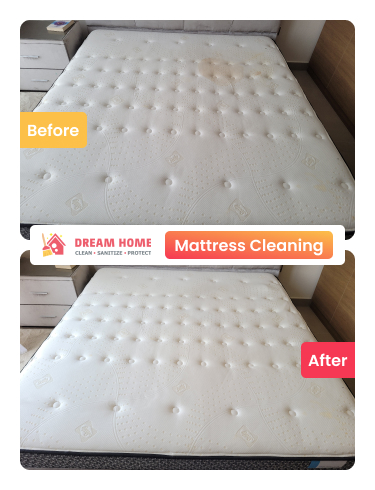 Before
DREAM HOME
CLEAN • SANITIZE • PROTECT
Mattress Cleaning
After